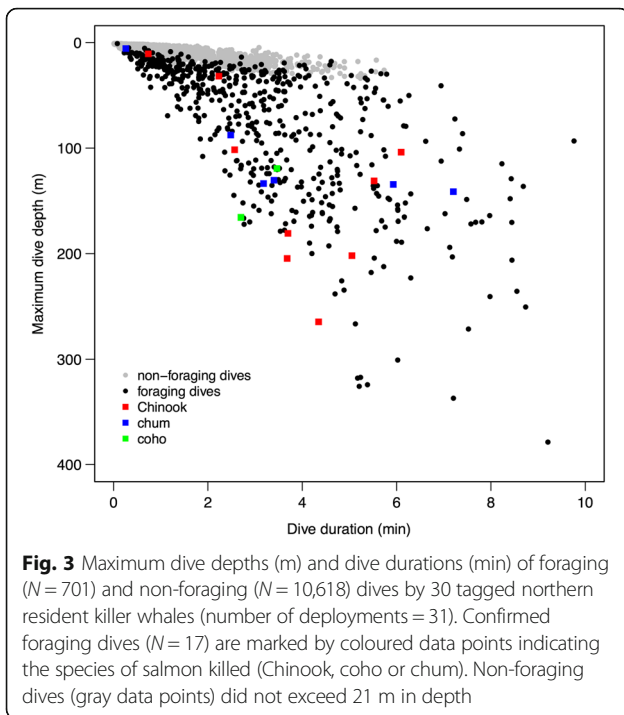 0
100
200
300
400
Maximum dive depth (m)
non−foraging dives
foraging dives
Chinook
chum
coho
0 2 4 6 8 10
Dive duration (min)
Fig. 3 Maximum dive depths (m) and dive durations (min) of foraging
(N = 701) and non-foraging (N = 10,618) dives by 30 tagged northern
resident killer whales (number of deployments = 31). Confirmed
foraging dives (N = 17) are marked by coloured data points indicating
the species of salmon killed (Chinook, coho or chum). Non-foraging
dives (gray data points) did not exceed 21 m in depth